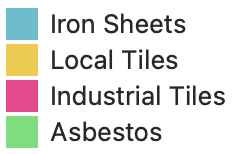 Iron Sheets
Local Tiles
Industrial Tiles
Asbestos